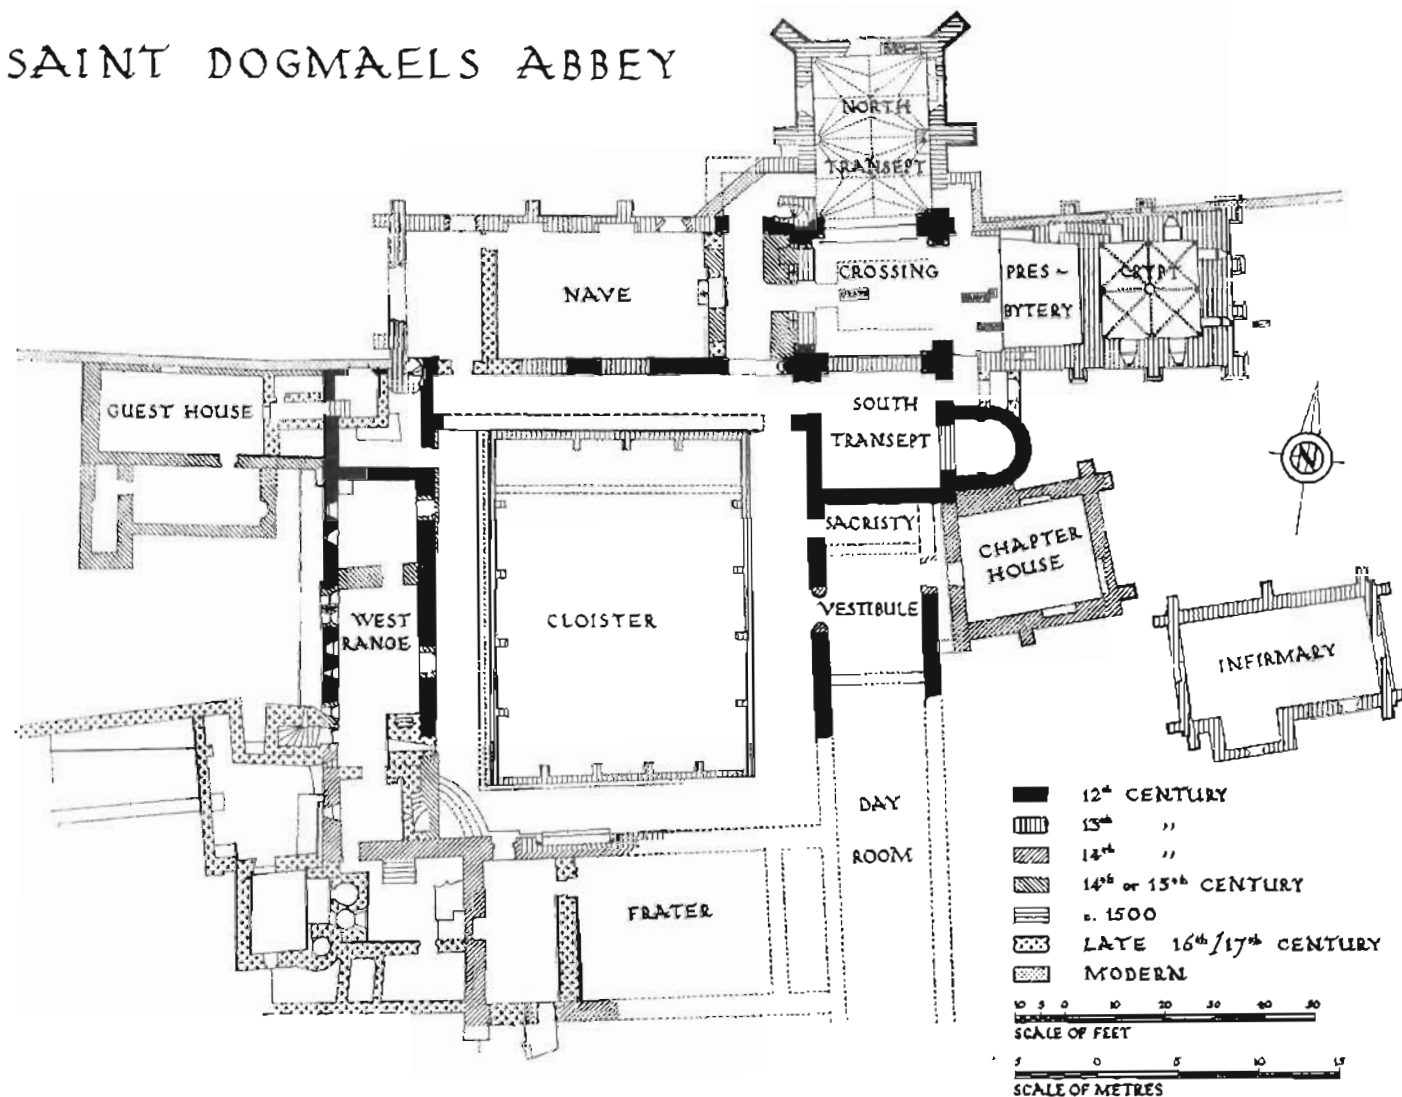 SAINT DOGMAELS ABBEY
NORTH
TRANSEPT
NAVE
CROSSING
PRES~
BYTERY
CRYPT
GUEST HOUSE
SOUTH
TRANSEPT
N
SACRISTY
CHAPTER
HOUSE
WEST
RANGE
CLOISTER
VESTIBULE
INFIRMARY
DAY
ROOM
FRATER
12th CENTURY
13th "
14th "
14th or 15th CENTURY
c. 1500
LATE 16th/17th CENTURY
MODERN
10 5 0 10 20 30 40 50
SCALE OF FEET
5 0 5 10 15
SCALE OF METRES